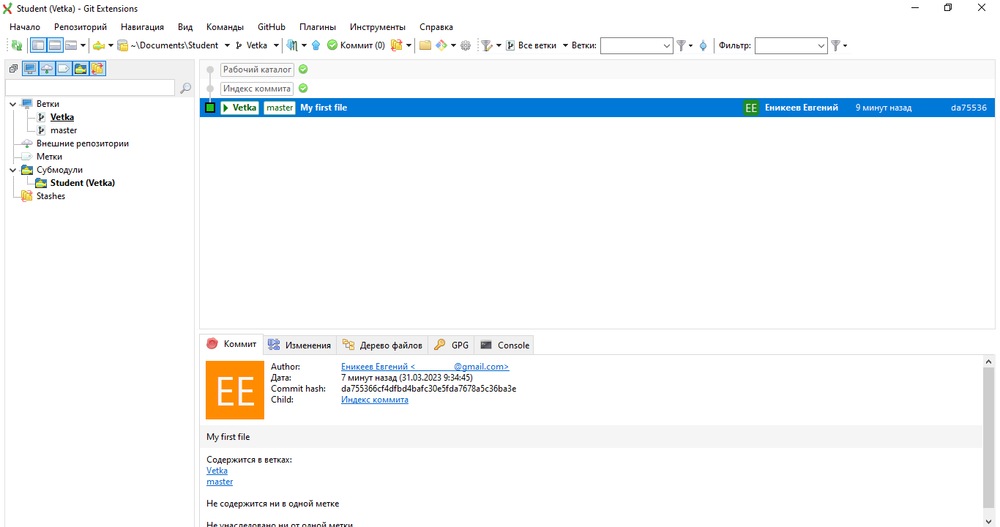 Student (Vetka) - Git Extensions
Начало Репозиторий Навигация Вид Команды GitHub Плагины Инструменты Справка
~\Documents\Student Vetka Коммит (0) Все ветки Ветки: Фильтр:
Рабочий каталог
Индекс коммита
Vetka master My first file EE Еникеев Евгений 9 минут назад da75536
Ветки
Vetka
master
Внешние репозитории
Метки
Субмодули
Student (Vetka)
Stashes
Коммит Изменения Дерево файлов GPG Console
EE
Author: Еникеев Евгений < @gmail.com>
Дата: 7 минут назад (31.03.2023 9:34:45)
Commit hash: da755366cf4dfbd4bafc30e5fda7678a5c36ba3e
Child: Индекс коммита
My first file
Содержится в ветках:
Vetka
master
Не содержится ни в одной метке
Не унаследовано ни от одной метки